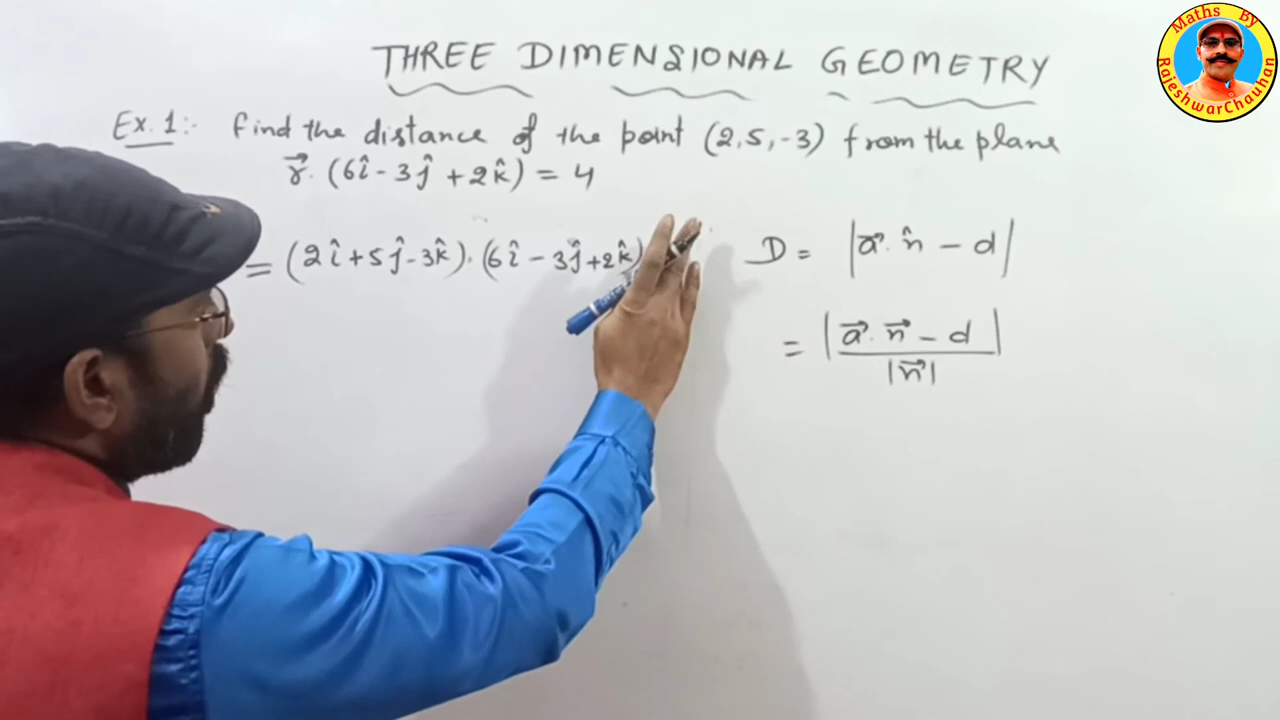 THREE DIMENSIONAL GEOMETRY
Ex. 1:- find the distance of the point (2, 5, -3) from the plane
r⃗. (6î - 3ĵ + 2k̂) = 4
= (2î + 5ĵ - 3k̂). (6î - 3ĵ + 2k̂)
D = |a⃗. n̂ - d|
= |a⃗. n⃗ - d| / |n⃗|
Maths By
RajeshwarChauhan